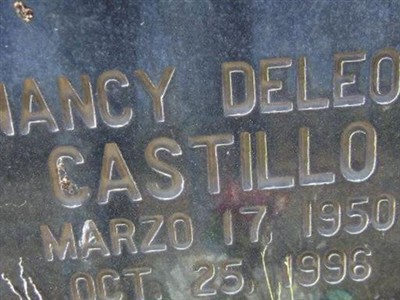 NANCY DELEO
CASTILLO
MARZO 17, 1950
OCT. 25, 1996